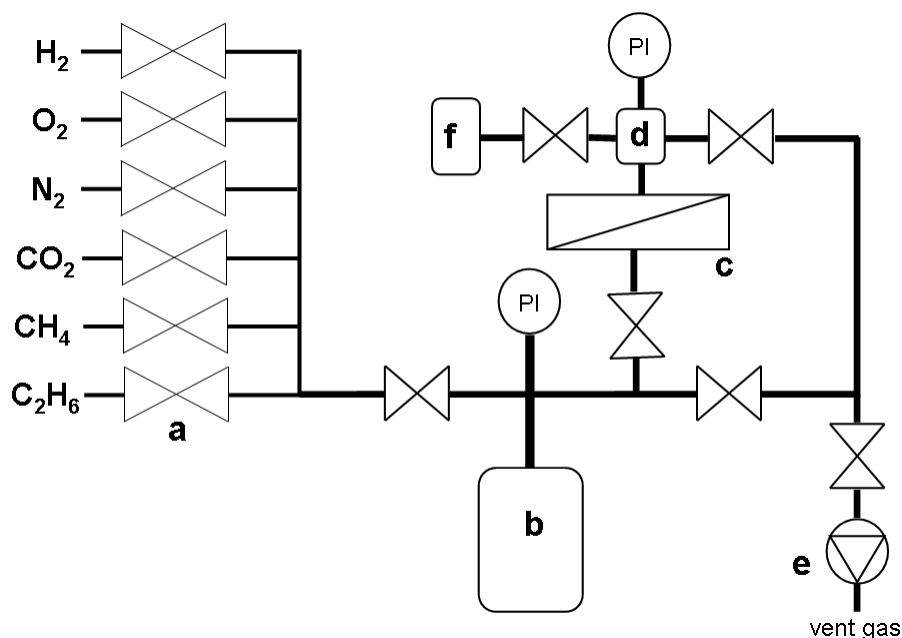 H₂
O₂
N₂
CO₂
CH₄
C₂H₆
a
PI
f
d
c
PI
b
e
vent gas